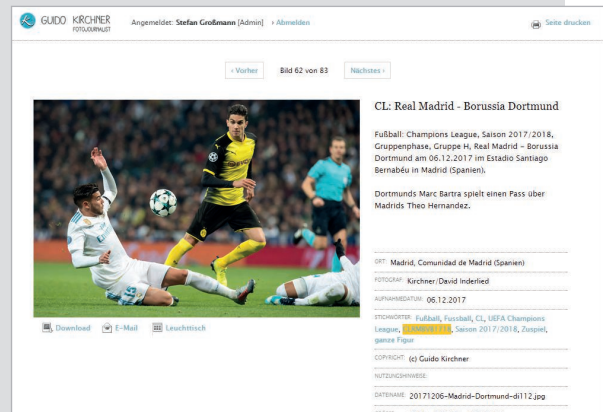 GUIDO KIRCHNER
FOTOJOURNALIST
Angemeldet: Stefan Großmann [Admin] › Abmelden
Seite drucken
‹ Vorher Bild 62 von 83 Nächstes ›
CL: Real Madrid - Borussia Dortmund
Fußball: Champions League, Saison 2017/2018,
Gruppenphase, Gruppe H, Real Madrid – Borussia
Dortmund am 06.12.2017 im Estadio Santiago
Bernabéu in Madrid (Spanien).
Dortmunds Marc Bartra spielt einen Pass über
Madrids Theo Hernandez.
ORT: Madrid, Comunidad de Madrid (Spanien)
FOTOGRAF: Kirchner/David Inderlied
AUFNAHMEDATUM: 06.12.2017
STICHWÖRTER: Fußball, Fussball, CL, UEFA Champions
League, Saison 2017/2018, Zuspiel,
ganze Figur
COPYRIGHT: (c) Guido Kirchner
NUTZUNGSHINWEISE:
DATEINAME: 20171206-Madrid-Dortmund-di112.jpg
Download E-Mail Leuchttisch